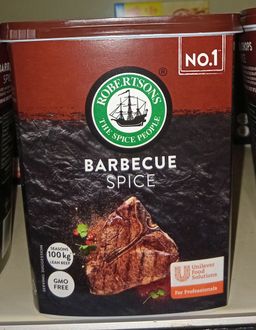 NO.1
ROBERTSONS
®
THE SPICE PEOPLE
BARBECUE
SPICE
SEASONS
100kg
LEAN BEEF
GMO
FREE
Unilever
Food
Solutions
For Professionals